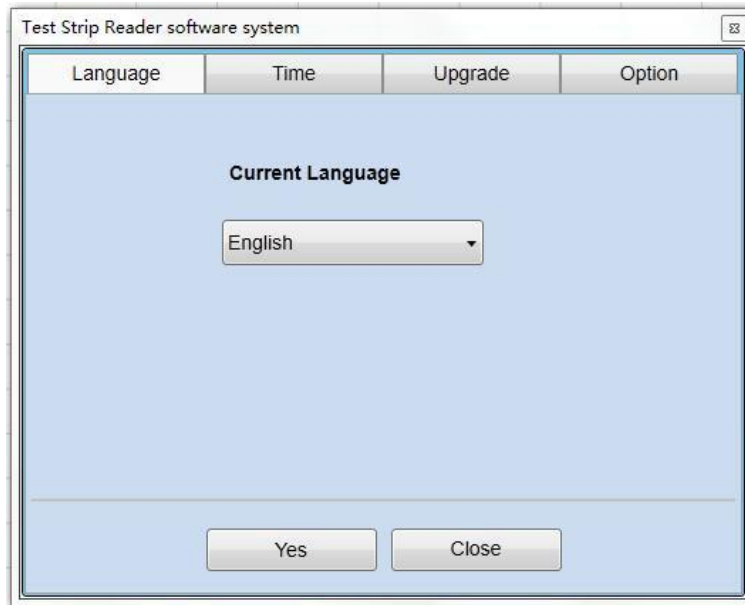 Test Strip Reader software system
Language Time Upgrade Option
Current Language
English
Yes Close